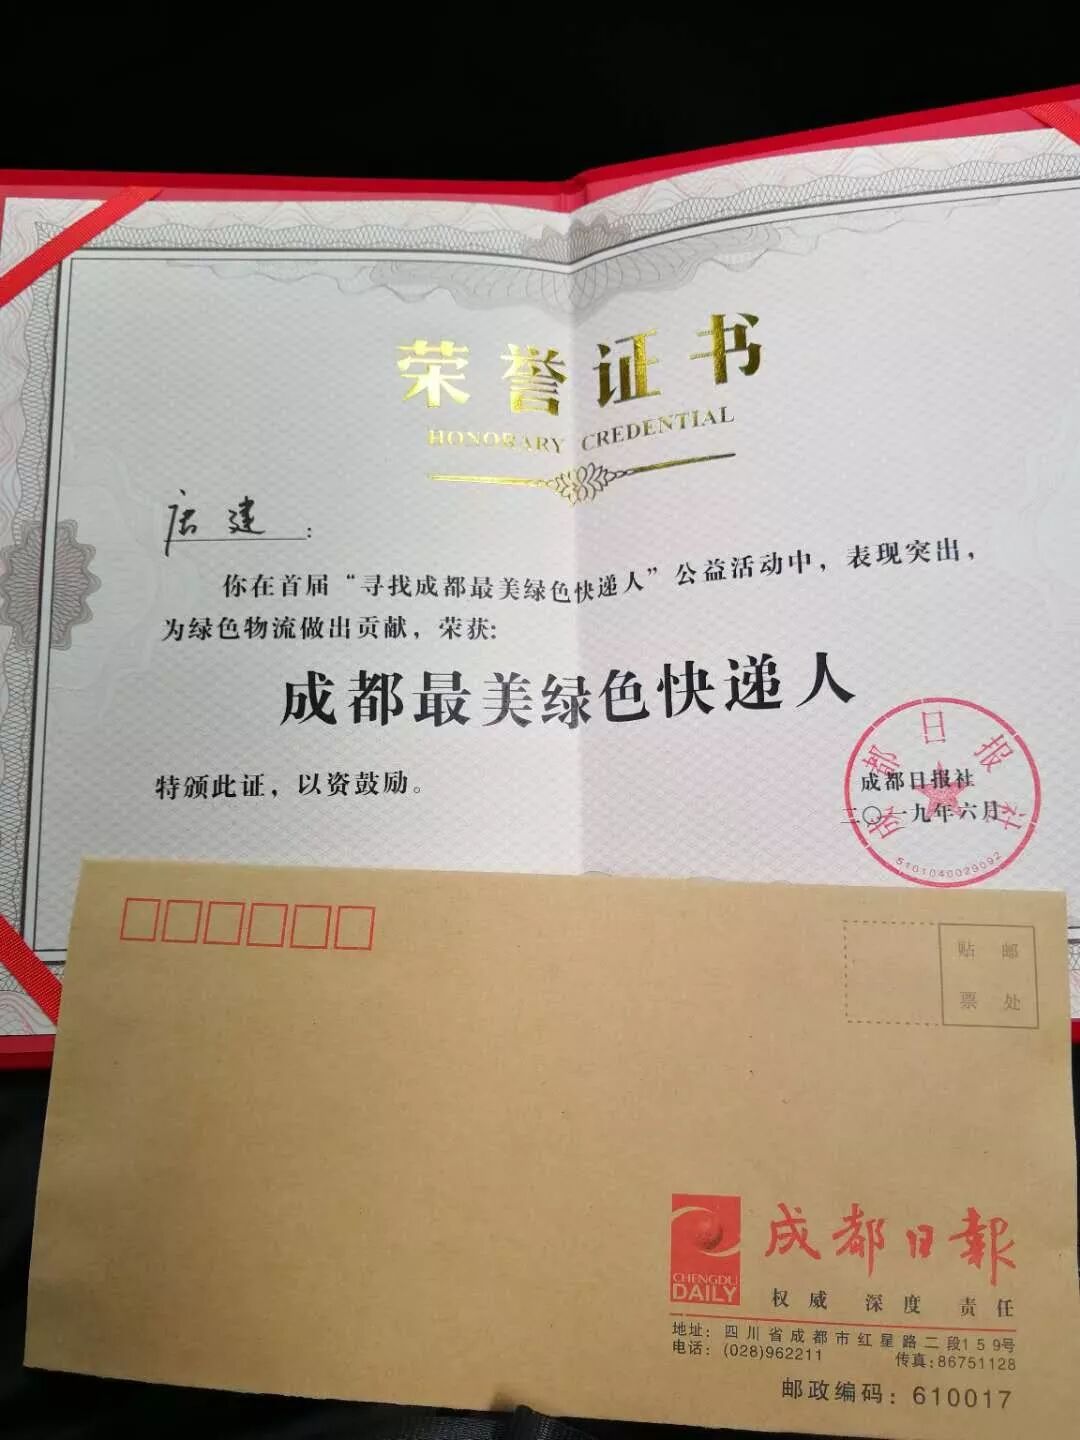 荣誉证书
HONORARY CREDENTIAL
唐建:
你在首届“寻找成都最美绿色快递人”公益活动中，表现突出，
为绿色物流做出贡献，荣获:
成都最美绿色快递人
特颁此证，以资鼓励。
成都日报社
二〇一九年六月
成都日报社
5101040029092
贴邮
票处
成都日報
CHENGDU
DAILY
权威 深度 责任
地址：四川省成都市红星路二段159号
电话：(028)962211 传真:86751128
邮政编码：610017